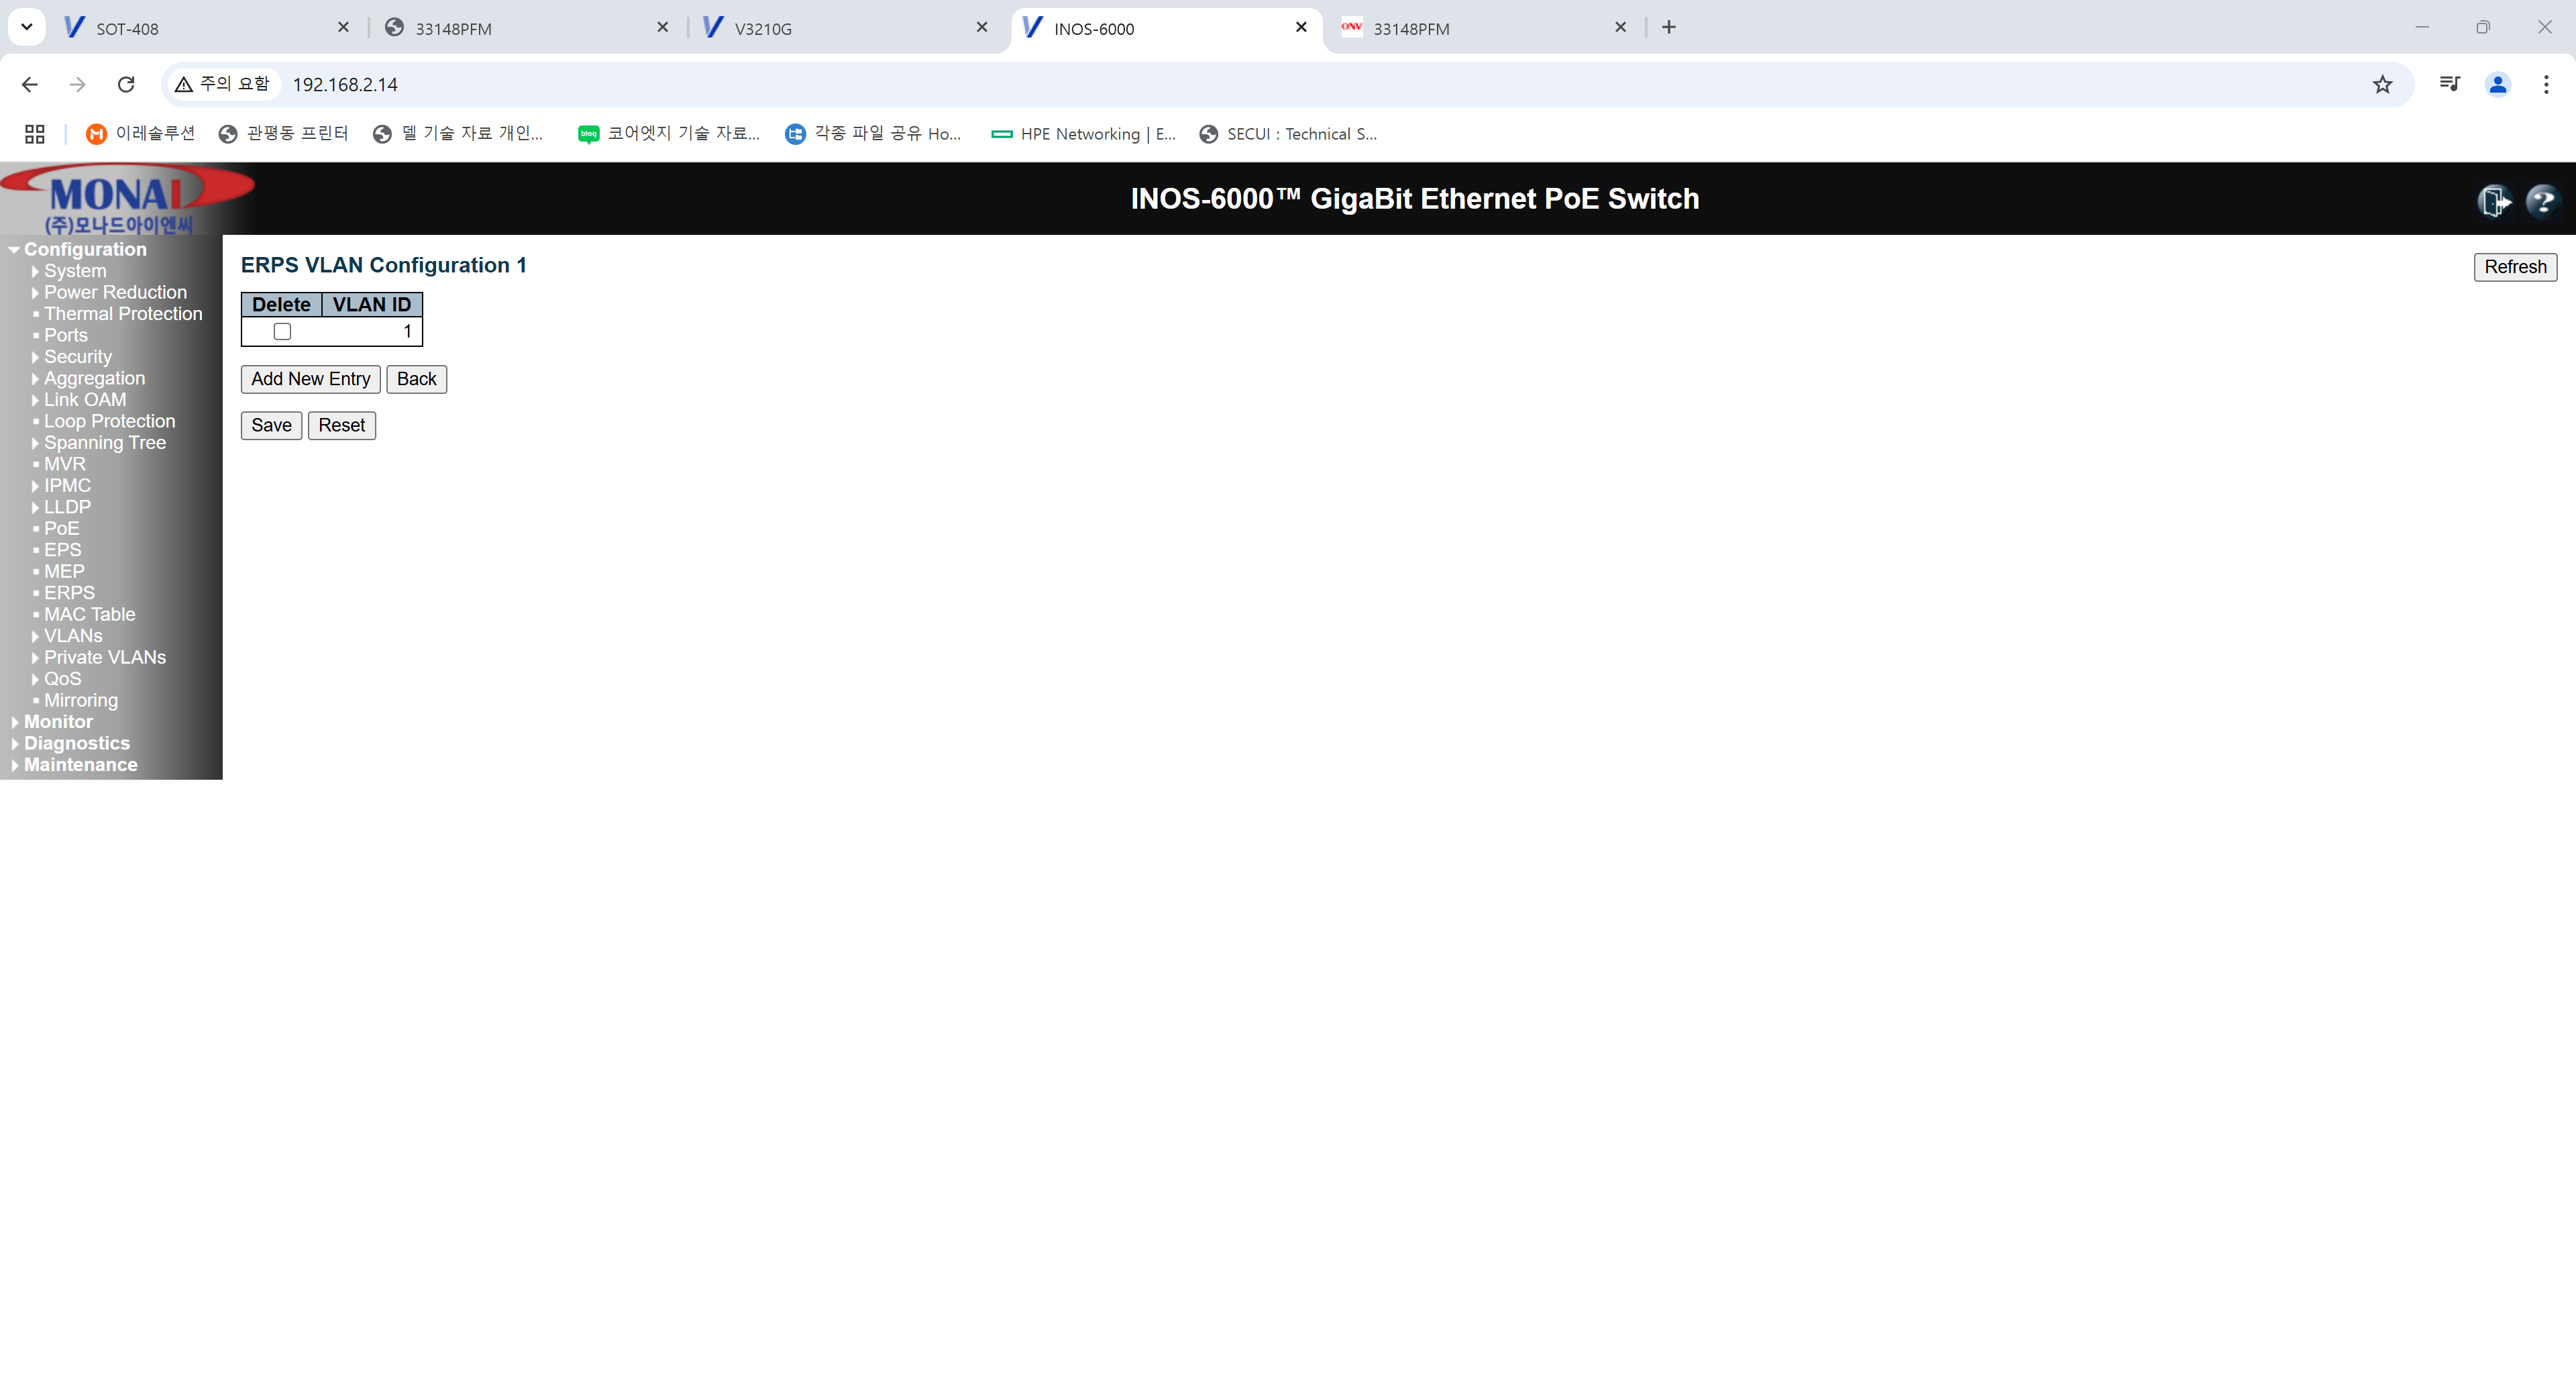 SOT-408
33148PFM
V3210G
INOS-6000
33148PFM
주의 요함
192.168.2.14
이레솔루션
관평동 프린터
델 기술 자료 개인...
blog
코어엣지 기술 자료...
각종 파일 공유 Ho...
HPE Networking | E...
SECUI : Technical S...
MONAD
(주)모나드아이엔씨
INOS-6000™ GigaBit Ethernet PoE Switch
Configuration
System
Power Reduction
Thermal Protection
Ports
Security
Aggregation
Link OAM
Loop Protection
Spanning Tree
MVR
IPMC
LLDP
PoE
EPS
MEP
ERPS
MAC Table
VLANs
Private VLANs
QoS
Mirroring
Monitor
Diagnostics
Maintenance
ERPS VLAN Configuration 1
Refresh
Delete VLAN ID
1
Add New Entry Back
Save Reset